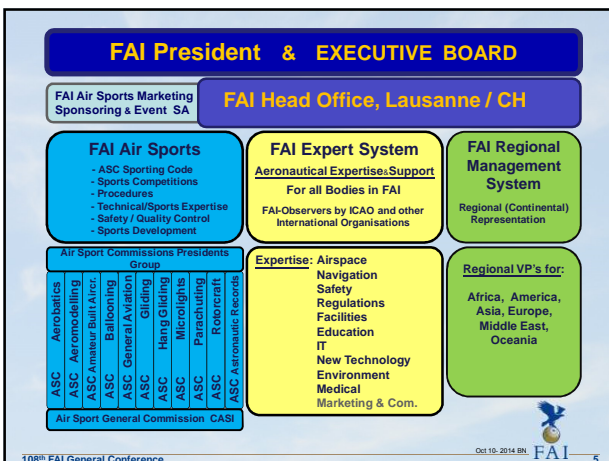 FAI President & EXECUTIVE BOARD
FAI Air Sports Marketing
Sponsoring & Event SA
FAI Head Office, Lausanne / CH
FAI Air Sports
- ASC Sporting Code
- Sports Competitions
- Procedures
- Technical/Sports Expertise
- Safety / Quality Control
- Sports Development
Air Sport Commissions Presidents
Group
ASC Aerobatics
ASC Aeromodelling
ASC Amateur Built Aircr.
ASC Ballooning
ASC General Aviation
ASC Gliding
ASC Hang Gliding
ASC Microlights
ASC Parachuting
ASC Rotorcraft
ASC Astronautic Records
Air Sport General Commission CASI
FAI Expert System
Aeronautical Expertise&Support
For all Bodies in FAI
FAI-Observers by ICAO and other
International Organisations
Expertise: Airspace
Navigation
Safety
Regulations
Facilities
Education
IT
New Technology
Environment
Medical
Marketing & Com.
FAI Regional
Management
System
Regional (Continental)
Representation
Regional VP's for:
Africa, America,
Asia, Europe,
Middle East,
Oceania
108th FAI General Conference
Oct 10- 2014 BN
FAI
5